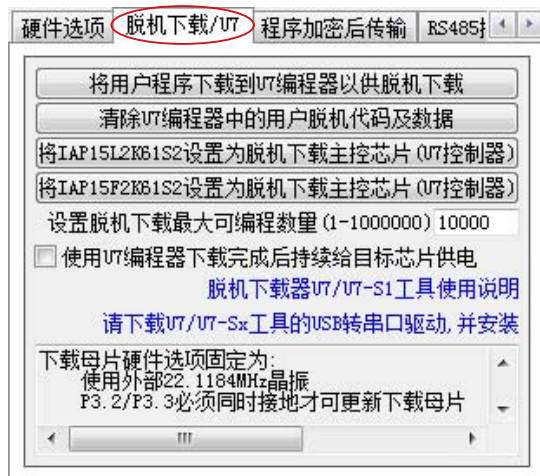 硬件选项 脱机下载/U7 程序加密后传输 RS485
将用户程序下载到U7编程器以供脱机下载
清除U7编程器中的用户脱机代码及数据
将IAP15L2K61S2设置为脱机下载主控芯片(U7控制器)
将IAP15F2K61S2设置为脱机下载主控芯片(U7控制器)
设置脱机下载最大可编程数量(1-1000000) 10000
使用U7编程器下载完成后持续给目标芯片供电
脱机下载器U7/U7-S1工具使用说明
请下载U7/U7-Sx工具的USB转串口驱动,并安装
下载母片硬件选项固定为:
使用外部22.1184MHz晶振
P3.2/P3.3必须同时接地才可更新下载母片